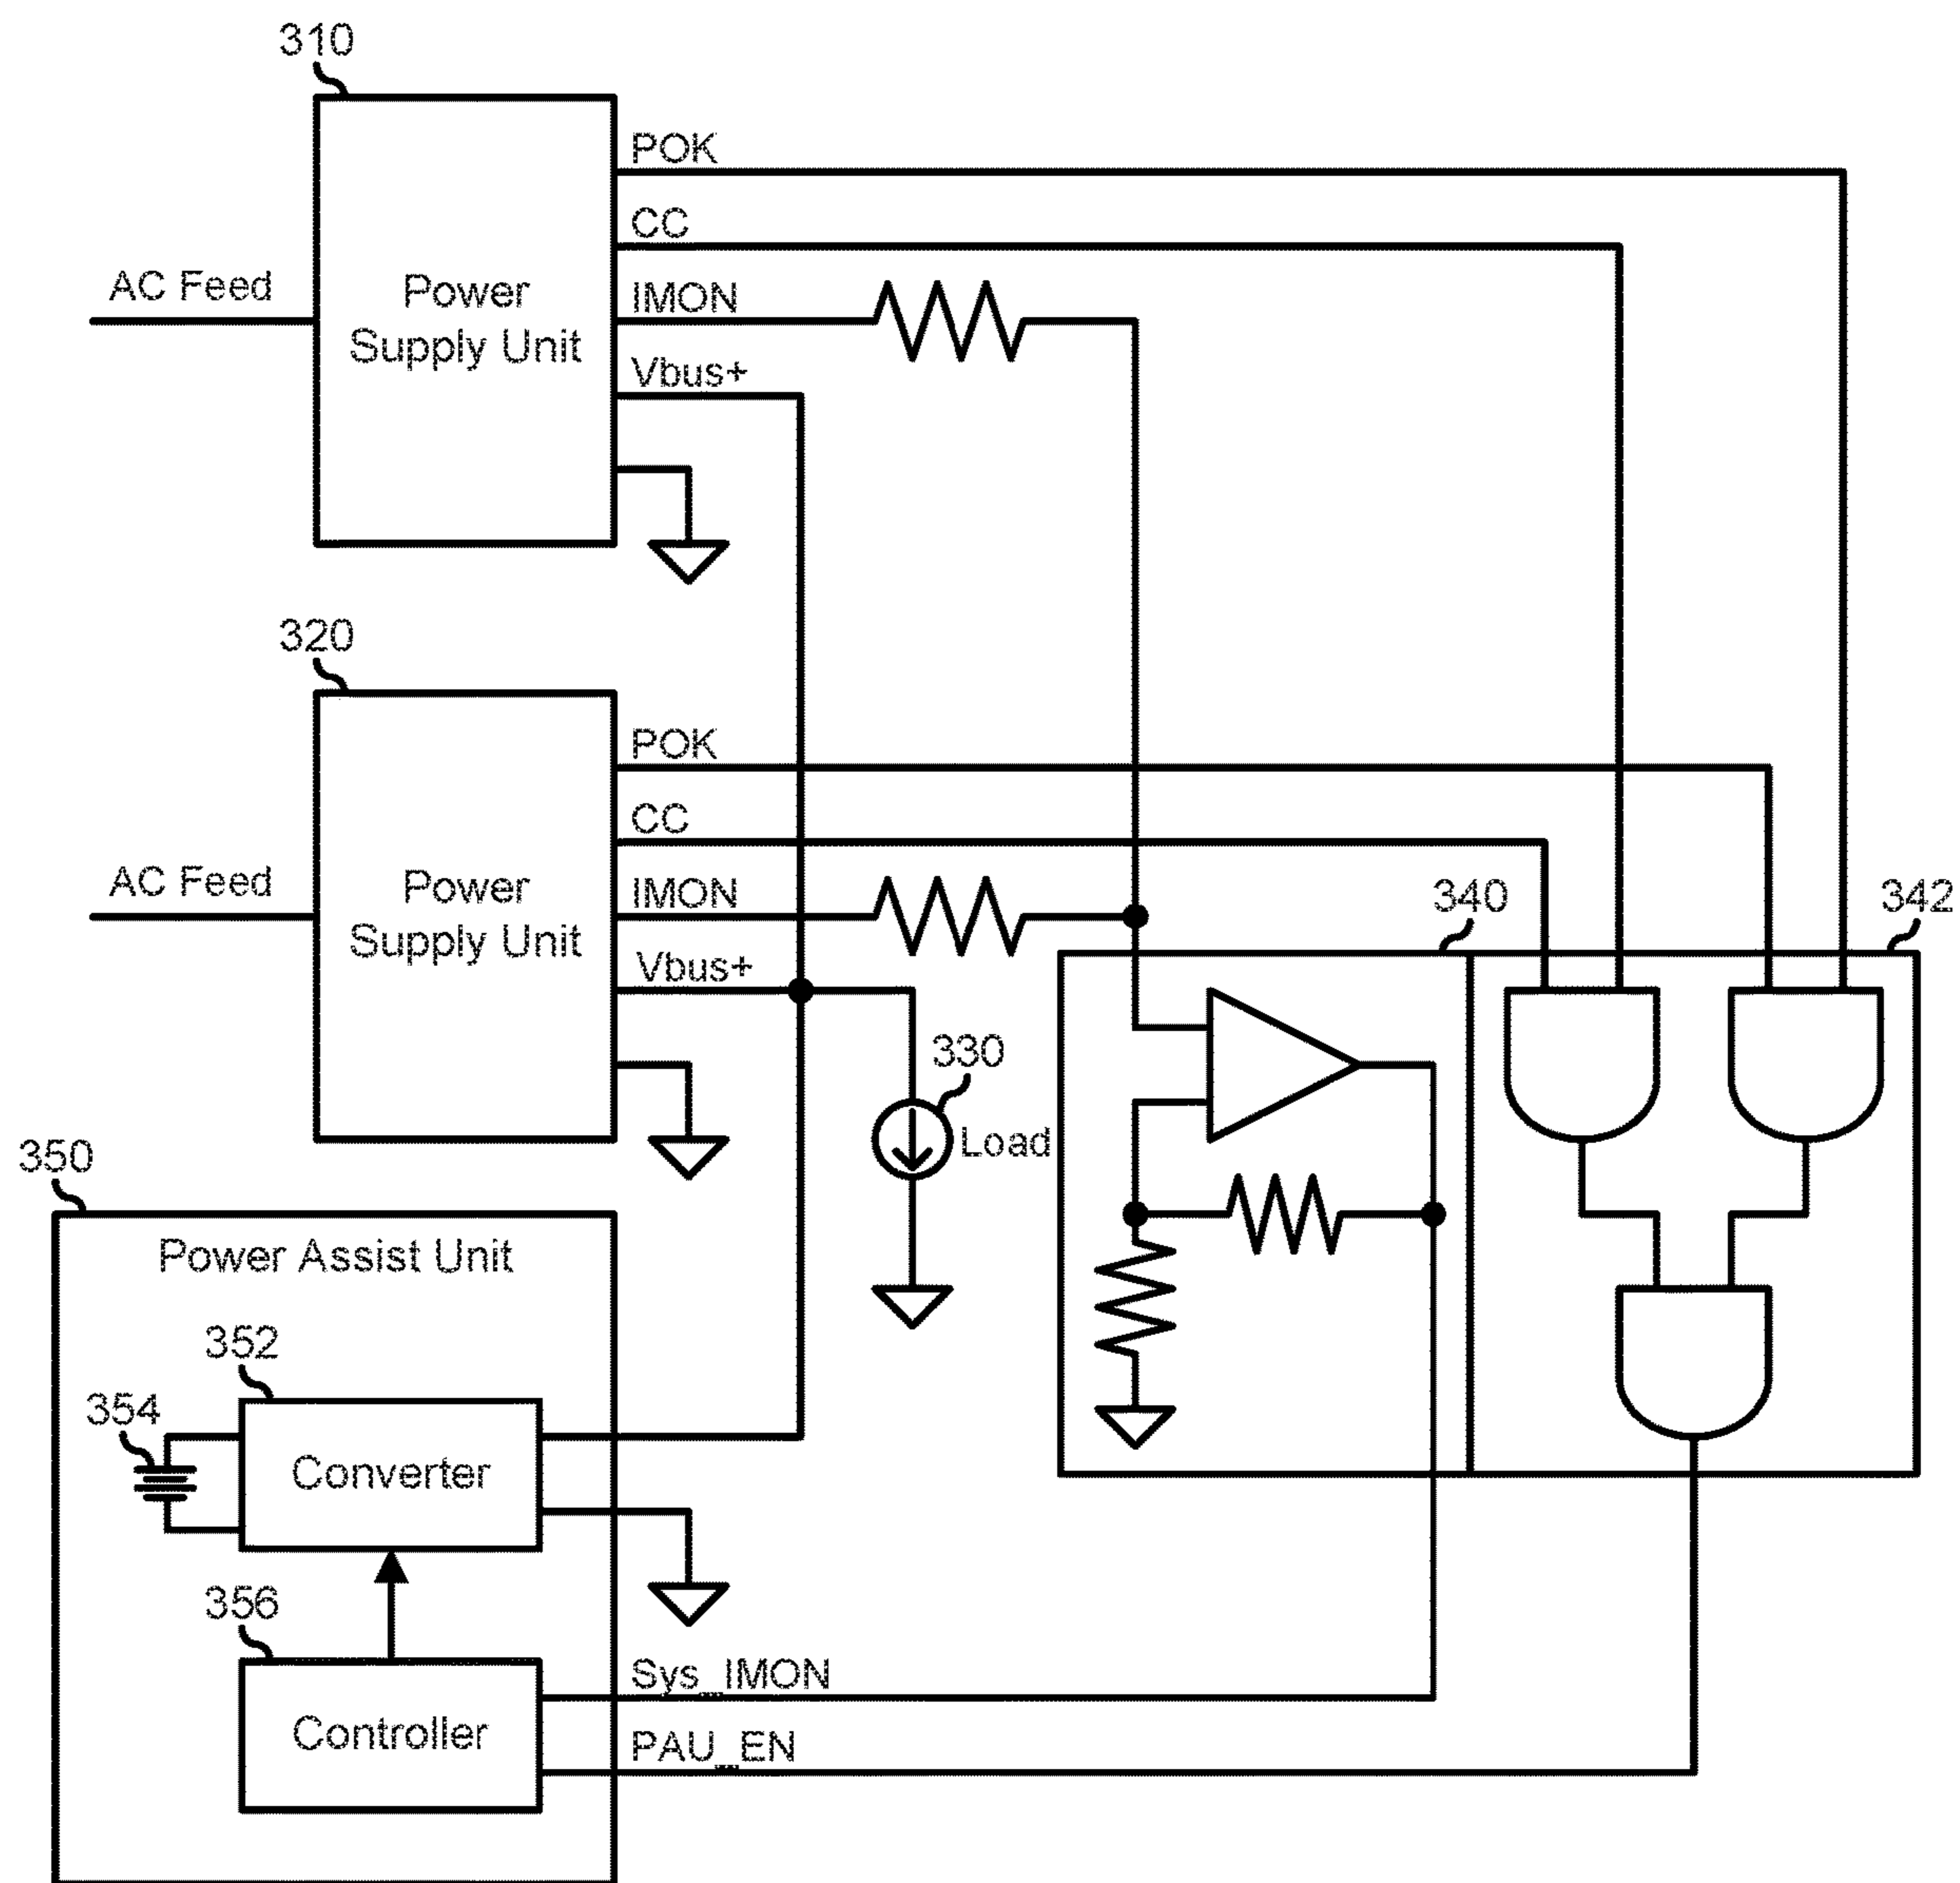 310
POK
CC
AC Feed
Power
Supply Unit
IMON
Vbus+
320
POK
CC
AC Feed
Power
Supply Unit
IMON
340
342
Vbus+
330
Load
350
Power Assist Unit
352
354
Converter
356
Sys_IMON
Controller
PAU_EN